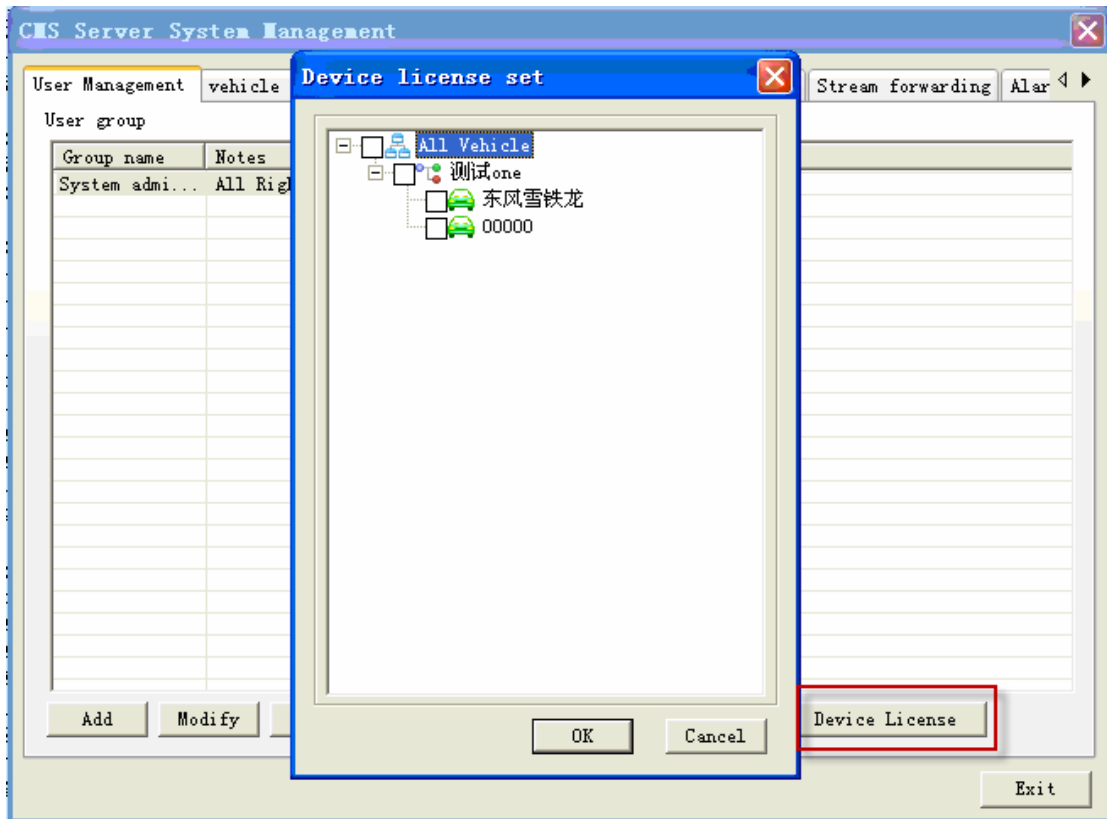 CMS Server System Management
User Management vehicle Stream forwarding Alar
Device license set
User group
Group name Notes
System admi... All Rig
All Vehicle
测试one
东风雪铁龙
00000
Add Modify Device License
OK Cancel
Exit